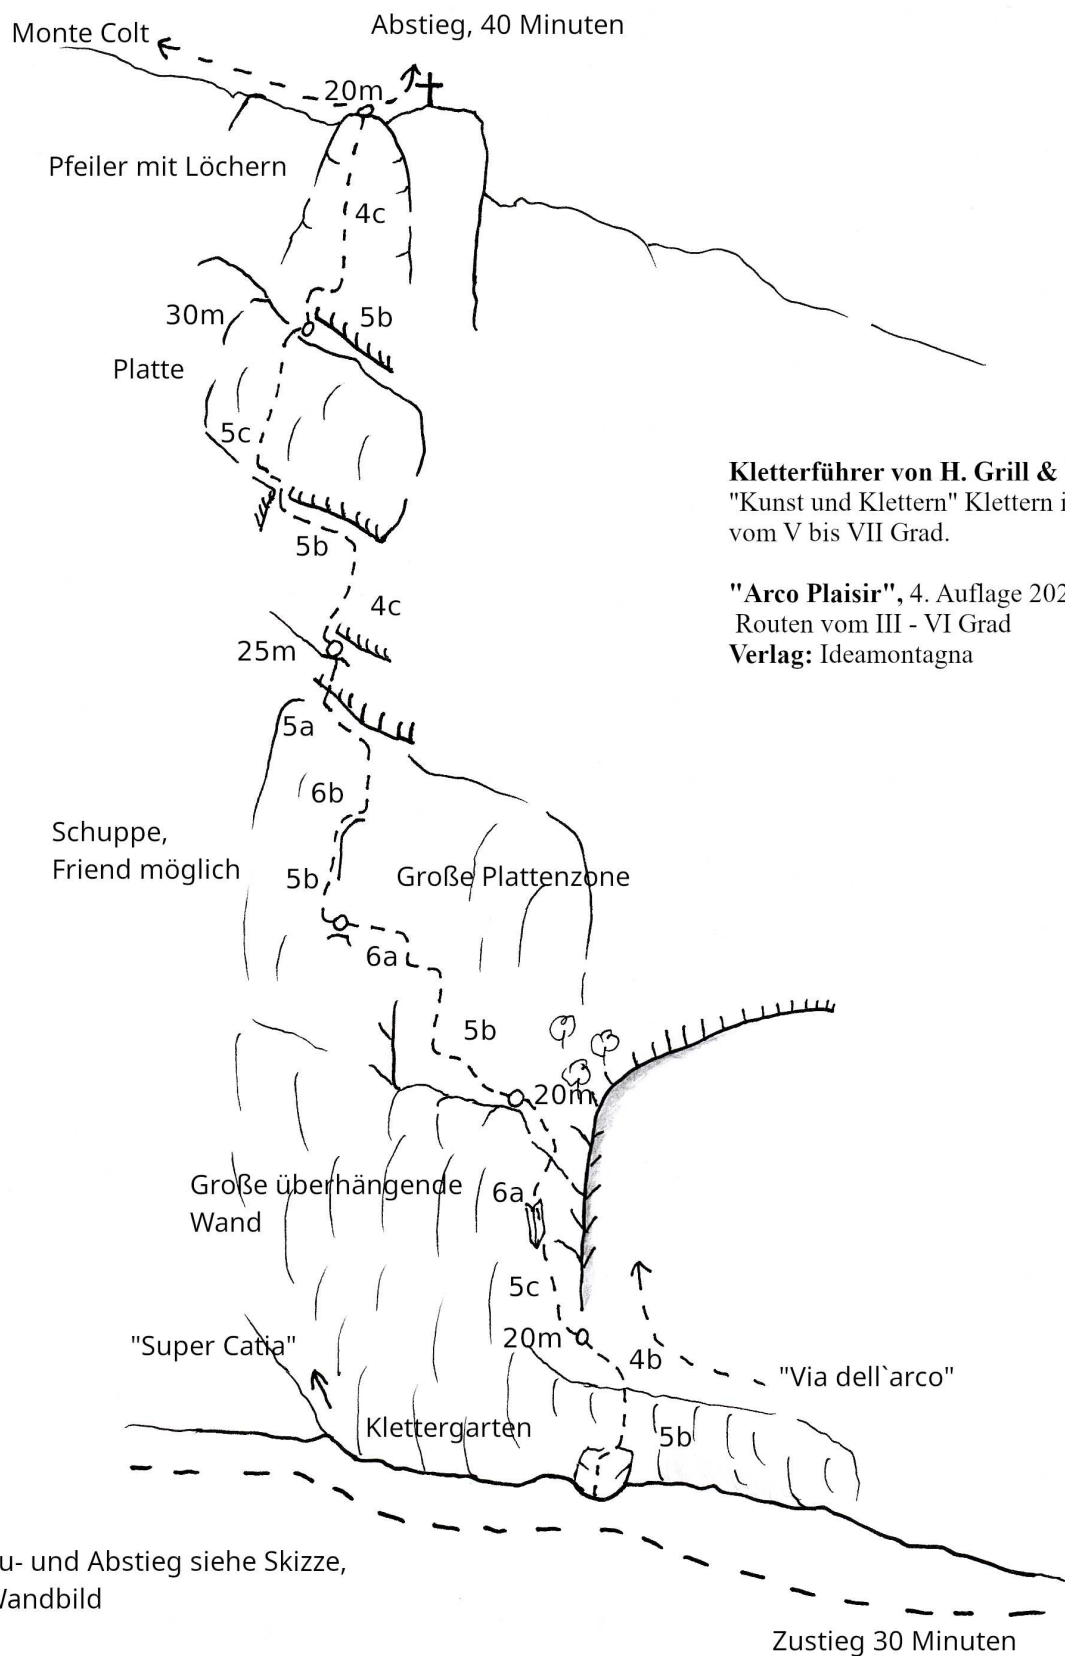 Abstieg, 40 Minuten
Monte Colt
20m
Pfeiler mit Löchern
4c
30m
5b
Platte
5c
Kletterführer von H. Grill &
"Kunst und Klettern" Klettern i
vom V bis VII Grad.
5b
"Arco Plaisir", 4. Auflage 202
Routen vom III - VI Grad
Verlag: Ideamontagna
4c
25m
5a
6b
Schuppe,
Friend möglich
5b
Große Plattenzone
6a
5b
20m
Große überhängende
Wand
6a
5c
20m
"Super Catia"
4b
"Via dell`arco"
Klettergarten
5b
u- und Abstieg siehe Skizze,
Wandbild
Zustieg 30 Minuten